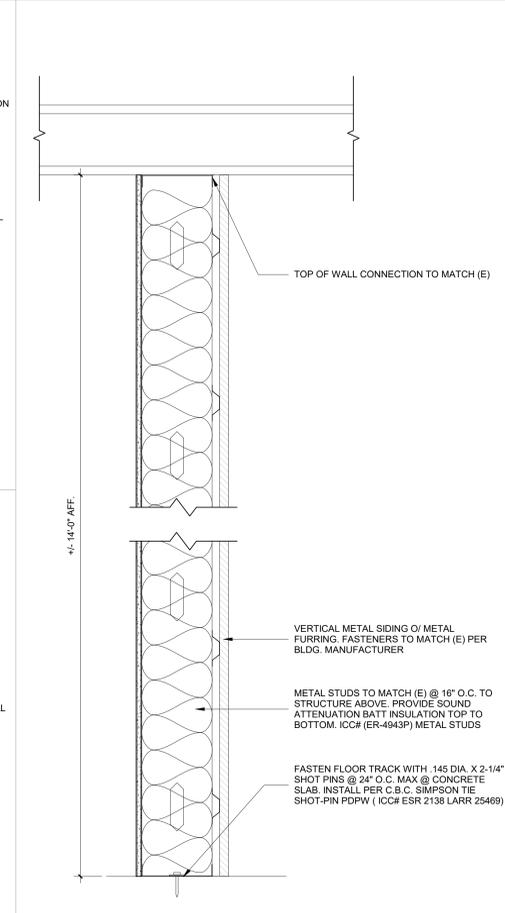 ON
TOP OF WALL CONNECTION TO MATCH (E)
+/- 14'-0" AFF.
VERTICAL METAL SIDING O/ METAL
FURRING. FASTENERS TO MATCH (E) PER
BLDG. MANUFACTURER
METAL STUDS TO MATCH (E) @ 16" O.C. TO
STRUCTURE ABOVE. PROVIDE SOUND
ATTENUATION BATT INSULATION TOP TO
BOTTOM. ICC# (ER-4943P) METAL STUDS
L
FASTEN FLOOR TRACK WITH .145 DIA. X 2-1/4"
SHOT PINS @ 24" O.C. MAX @ CONCRETE
SLAB. INSTALL PER C.B.C. SIMPSON TIE
SHOT-PIN PDPW ( ICC# ESR 2138 LARR 25469)